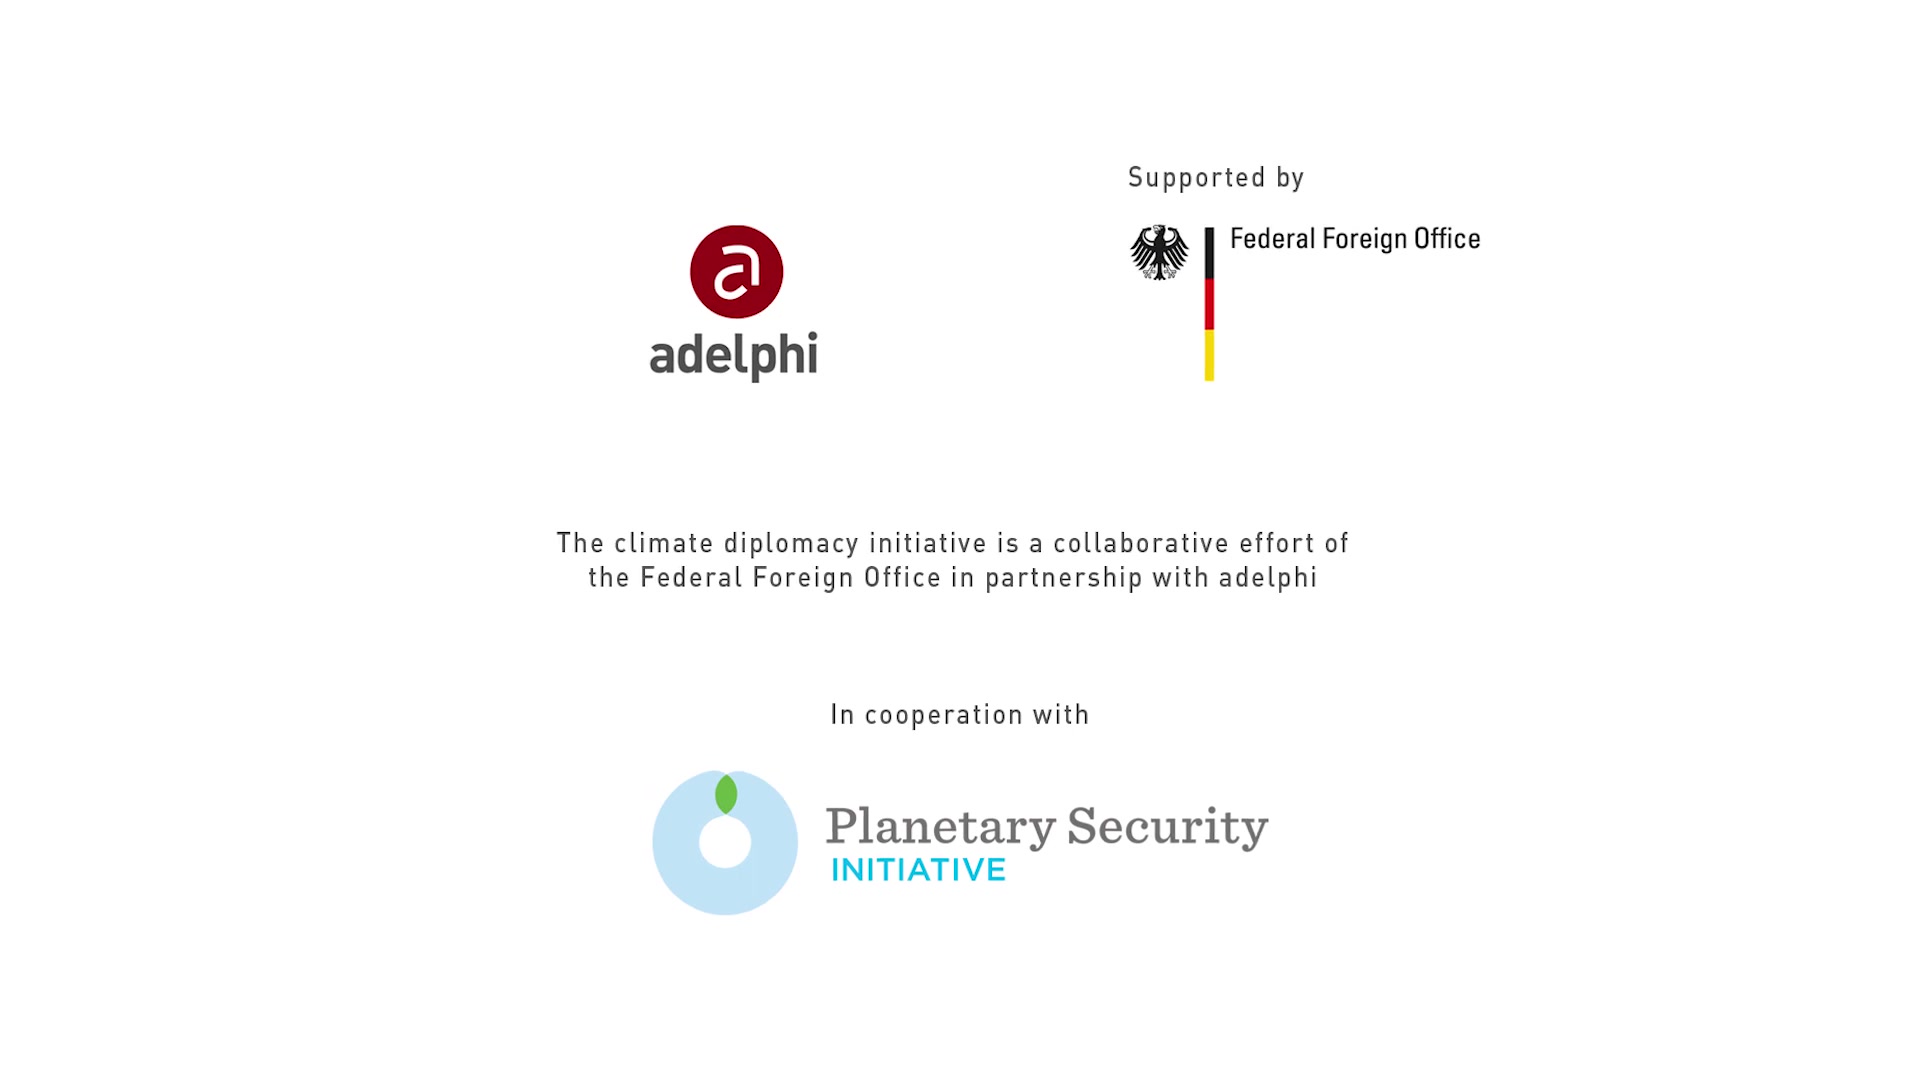 Supported by
Federal Foreign Office
a
adelphi
The climate diplomacy initiative is a collaborative effort of
the Federal Foreign Office in partnership with adelphi
In cooperation with
Planetary Security
INITIATIVE